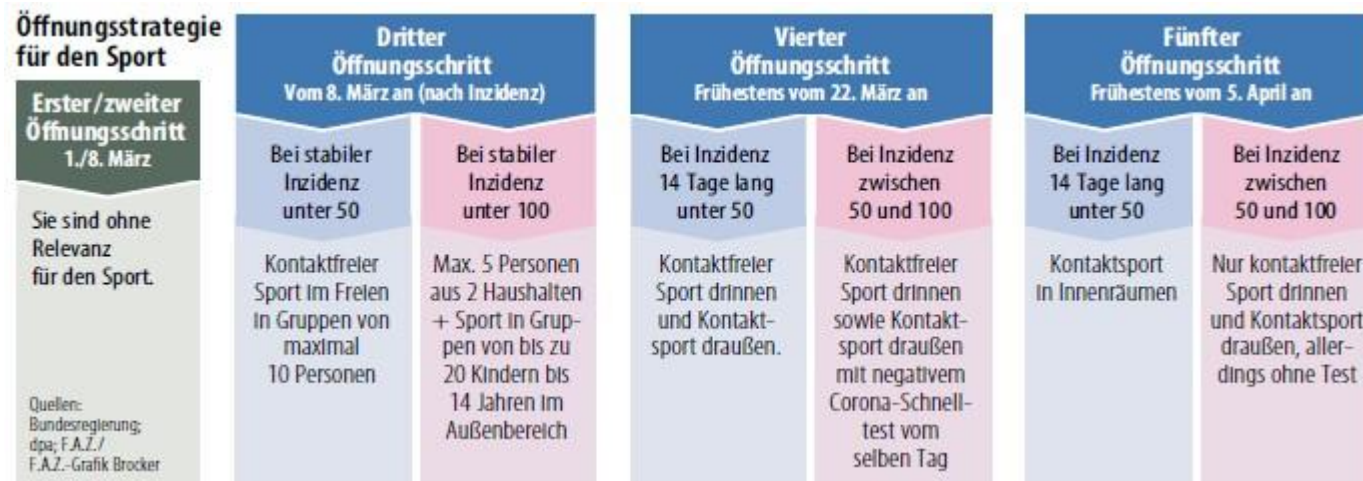 Öffnungsstrategie
für den Sport
Erster/zweiter
Öffnungsschritt
1./8. März
Sie sind ohne
Relevanz
für den Sport.
Quellen:
Bundesregierung;
dpa; F.A.Z./
F.A.Z.-Grafik Brocker
Dritter
Öffnungsschritt
Vom 8. März an (nach Inzidenz)
Bei stabiler
Inzidenz
unter 50
Kontaktfreier
Sport im Freien
in Gruppen von
maximal
10 Personen
Bei stabiler
Inzidenz
unter 100
Max. 5 Personen
aus 2 Haushalten
+ Sport in Grup-
pen von bis zu
20 Kindern bis
14 Jahren im
Außenbereich
Vierter
Öffnungsschritt
Frühestens vom 22. März an
Bei Inzidenz
14 Tage lang
unter 50
Kontaktfreier
Sport drinnen
und Kontakt-
sport draußen.
Bei Inzidenz
zwischen
50 und 100
Kontaktfreier
Sport drinnen
sowie Kontakt-
sport draußen
mit negativem
Corona-Schnell-
test vom
selben Tag
Fünfter
Öffnungsschritt
Frühestens vom 5. April an
Bei Inzidenz
14 Tage lang
unter 50
Kontaktsport
in Innenräumen
Bei Inzidenz
zwischen
50 und 100
Nur kontaktfreier
Sport drinnen
und Kontaktsport
draußen, aller-
dings ohne Test